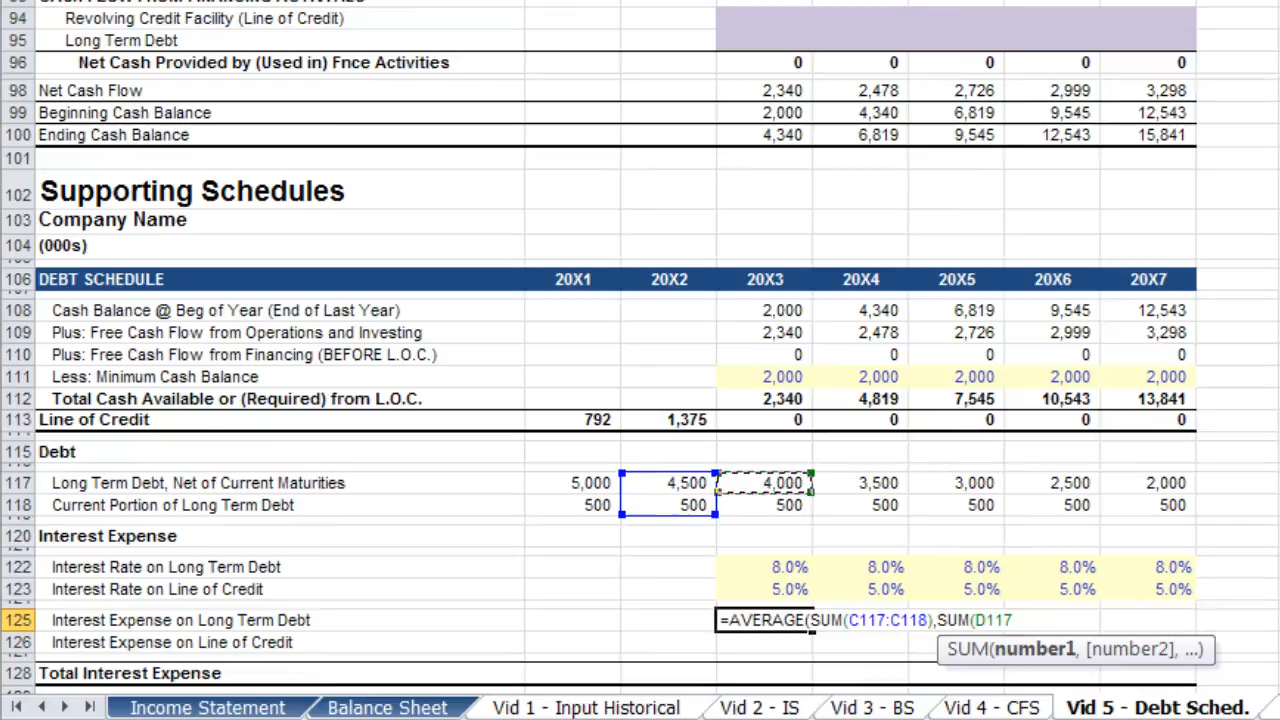 94 Revolving Credit Facility (Line of Credit)
95 Long Term Debt
96 Net Cash Provided by (Used in) Fnce Activities 0 0 0 0 0
98 Net Cash Flow 2,340 2,478 2,726 2,999 3,298
99 Beginning Cash Balance 2,000 4,340 6,819 9,545 12,543
100 Ending Cash Balance 4,340 6,819 9,545 12,543 15,841
101
102 Supporting Schedules
103 Company Name
104 (000s)
106 DEBT SCHEDULE 20X1 20X2 20X3 20X4 20X5 20X6 20X7
108 Cash Balance @ Beg of Year (End of Last Year) 2,000 4,340 6,819 9,545 12,543
109 Plus: Free Cash Flow from Operations and Investing 2,340 2,478 2,726 2,999 3,298
110 Plus: Free Cash Flow from Financing (BEFORE L.O.C.) 0 0 0 0 0
111 Less: Minimum Cash Balance 2,000 2,000 2,000 2,000 2,000
112 Total Cash Available or (Required) from L.O.C. 2,340 4,819 7,545 10,543 13,841
113 Line of Credit 792 1,375 0 0 0 0 0
115 Debt
117 Long Term Debt, Net of Current Maturities 5,000 4,500 4,000 3,500 3,000 2,500 2,000
118 Current Portion of Long Term Debt 500 500 500 500 500 500 500
120 Interest Expense
122 Interest Rate on Long Term Debt 8.0% 8.0% 8.0% 8.0% 8.0%
123 Interest Rate on Line of Credit 5.0% 5.0% 5.0% 5.0% 5.0%
125 Interest Expense on Long Term Debt =AVERAGE(SUM(C117:C118),SUM(D117
126 Interest Expense on Line of Credit
SUM(number1, [number2], ...)
128 Total Interest Expense
Income Statement Balance Sheet Vid 1 - Input Historical Vid 2 - IS Vid 3 - BS Vid 4 - CFS Vid 5 - Debt Sched.